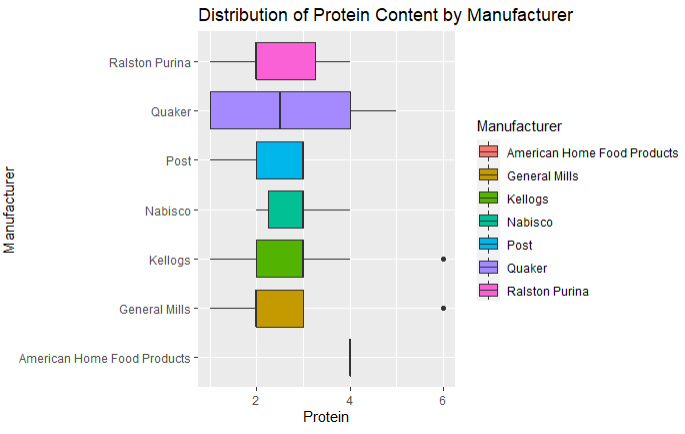 Distribution of Protein Content by Manufacturer
Manufacturer
Ralston Purina
Quaker
Post
Nabisco
Kellogs
General Mills
American Home Food Products
2 4 6
Protein
Manufacturer
American Home Food Products
General Mills
Kellogs
Nabisco
Post
Quaker
Ralston Purina